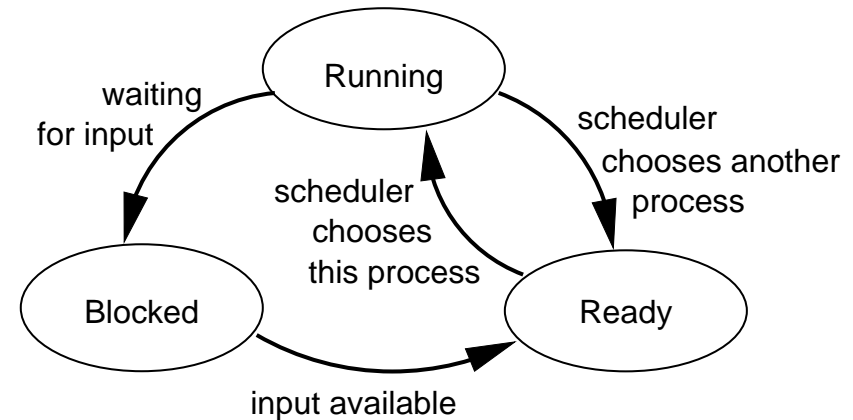 Running
waiting
for input
scheduler
chooses another
process
scheduler
chooses
this process
Blocked
Ready
input available